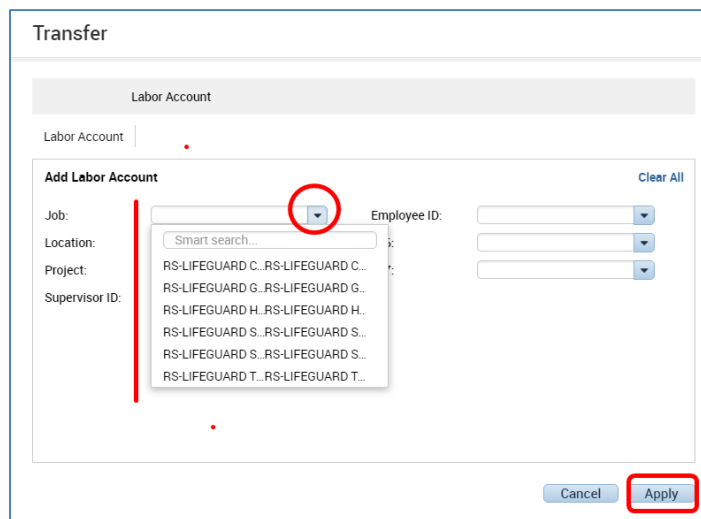 Transfer
Labor Account
Labor Account
Add Labor Account Clear All
Job: Employee ID:
Location:
Project:
Supervisor ID:
Smart search...
RS-LIFEGUARD C...RS-LIFEGUARD C...
RS-LIFEGUARD G...RS-LIFEGUARD G...
RS-LIFEGUARD H...RS-LIFEGUARD H...
RS-LIFEGUARD S...RS-LIFEGUARD S...
RS-LIFEGUARD S...RS-LIFEGUARD S...
RS-LIFEGUARD T...RS-LIFEGUARD T...
Cancel Apply